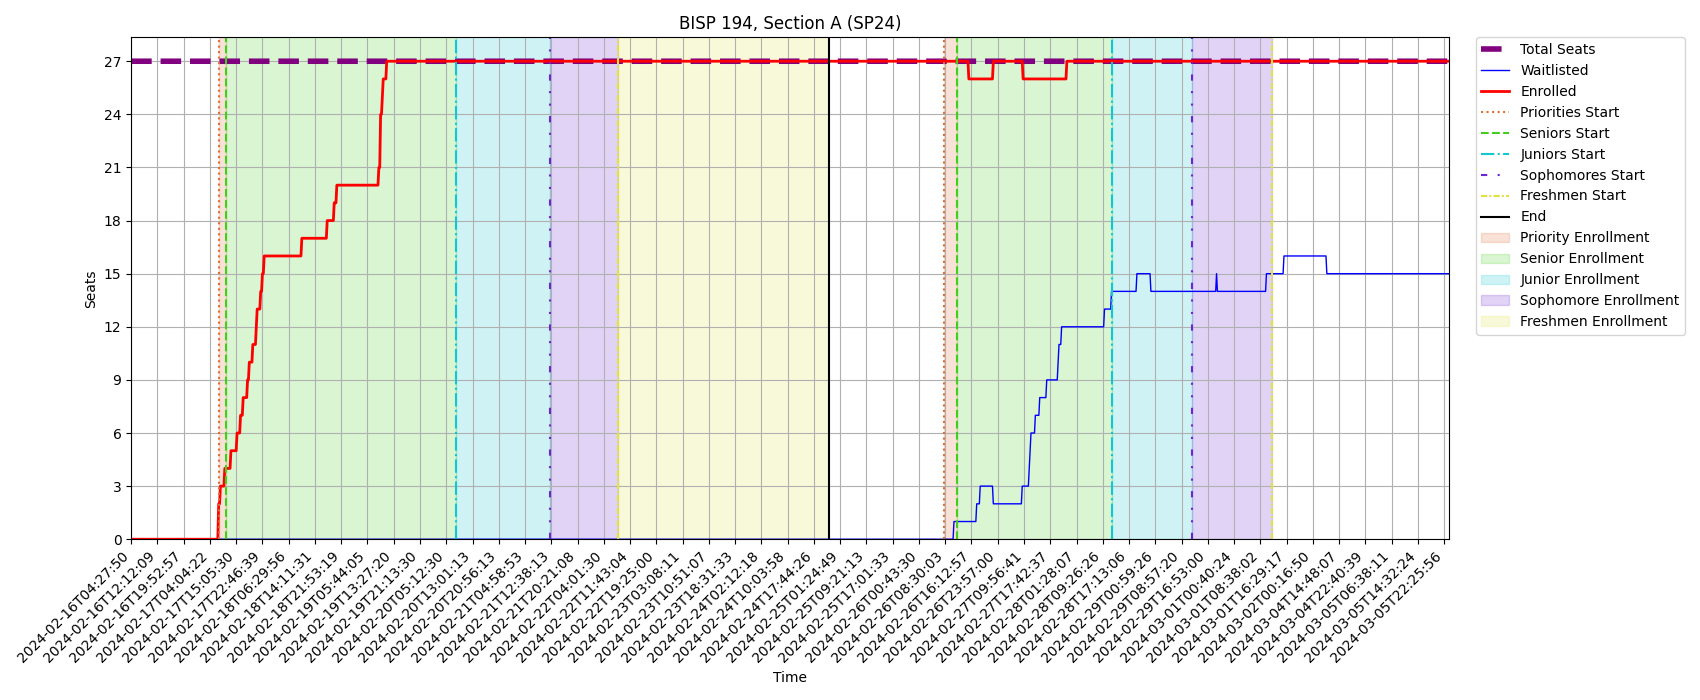 BISP 194, Section A (SP24)
27
24
21
18
15
12
9
6
3
0
Seats
2024-02-16T04:27:50
2024-02-16T12:12:09
2024-02-16T19:52:57
2024-02-17T04:04:22
2024-02-17T15:05:30
2024-02-17T22:46:39
2024-02-18T06:29:56
2024-02-18T14:11:31
2024-02-18T21:53:19
2024-02-19T05:44:05
2024-02-19T13:27:20
2024-02-19T21:13:30
2024-02-20T05:12:30
2024-02-20T13:01:13
2024-02-20T20:56:13
2024-02-21T04:58:53
2024-02-21T12:38:13
2024-02-21T20:21:08
2024-02-22T04:01:30
2024-02-22T11:43:04
2024-02-22T19:25:00
2024-02-23T03:08:11
2024-02-23T10:51:07
2024-02-23T18:31:33
2024-02-24T02:12:18
2024-02-24T10:03:58
2024-02-24T17:44:26
2024-02-25T01:24:49
2024-02-25T09:21:13
2024-02-25T17:01:33
2024-02-26T00:43:30
2024-02-26T08:30:03
2024-02-26T16:12:57
2024-02-26T23:57:00
2024-02-27T09:56:41
2024-02-27T17:42:37
2024-02-28T01:28:07
2024-02-28T09:26:26
2024-02-28T17:13:06
2024-02-29T00:59:26
2024-02-29T08:57:20
2024-02-29T16:53:00
2024-03-01T00:40:24
2024-03-01T08:38:02
2024-03-01T16:29:17
2024-03-02T00:16:50
2024-03-04T14:48:07
2024-03-04T22:40:39
2024-03-05T06:38:11
2024-03-05T14:32:24
2024-03-05T22:25:56
Time
Total Seats
Waitlisted
Enrolled
Priorities Start
Seniors Start
Juniors Start
Sophomores Start
Freshmen Start
End
Priority Enrollment
Senior Enrollment
Junior Enrollment
Sophomore Enrollment
Freshmen Enrollment